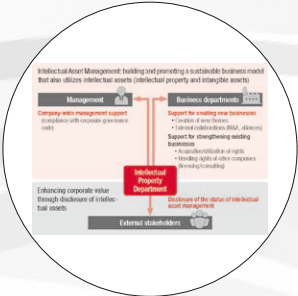 Intellectual Asset Management: building and promoting a sustainable business model
that also utilizes intellectual assets (intellectual property and intangible assets)
Management
Business departments
Company-wide management support
(compliance with corporate governance
code)
Support for creating new businesses
• Creation of new themes
• External collaborations (M&A, alliances)
Support for strengthening existing
businesses
• Acquisition/utilization of rights
• Handling rights of other companies
(licensing/consulting)
Intellectual
Property
Department
Enhancing corporate value
through disclosure of intellec-
tual assets
Disclosure of the status of intellectual
asset management
External stakeholders